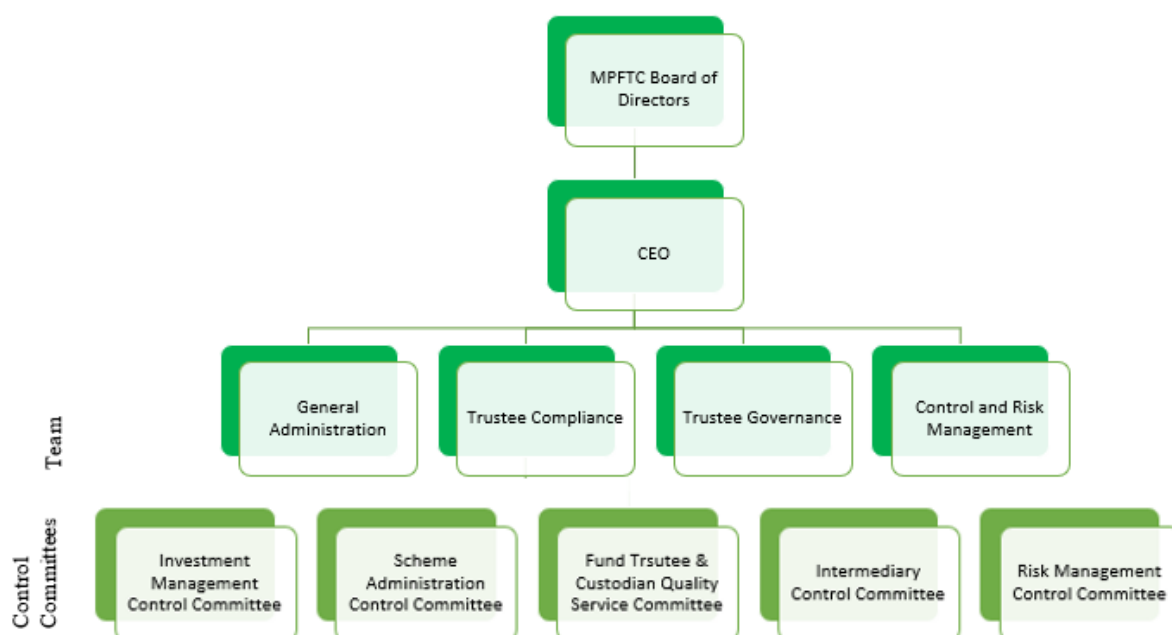 MPFTC Board of
Directors
CEO
Team
General
Administration
Trustee Compliance
Trustee Governance
Control and Risk
Management
Control
Committees
Investment
Management
Control Committee
Scheme
Administration
Control Committee
Fund Trsutee &
Custodian Quality
Service Committee
Intermediary
Control Committee
Risk Management
Control Committee